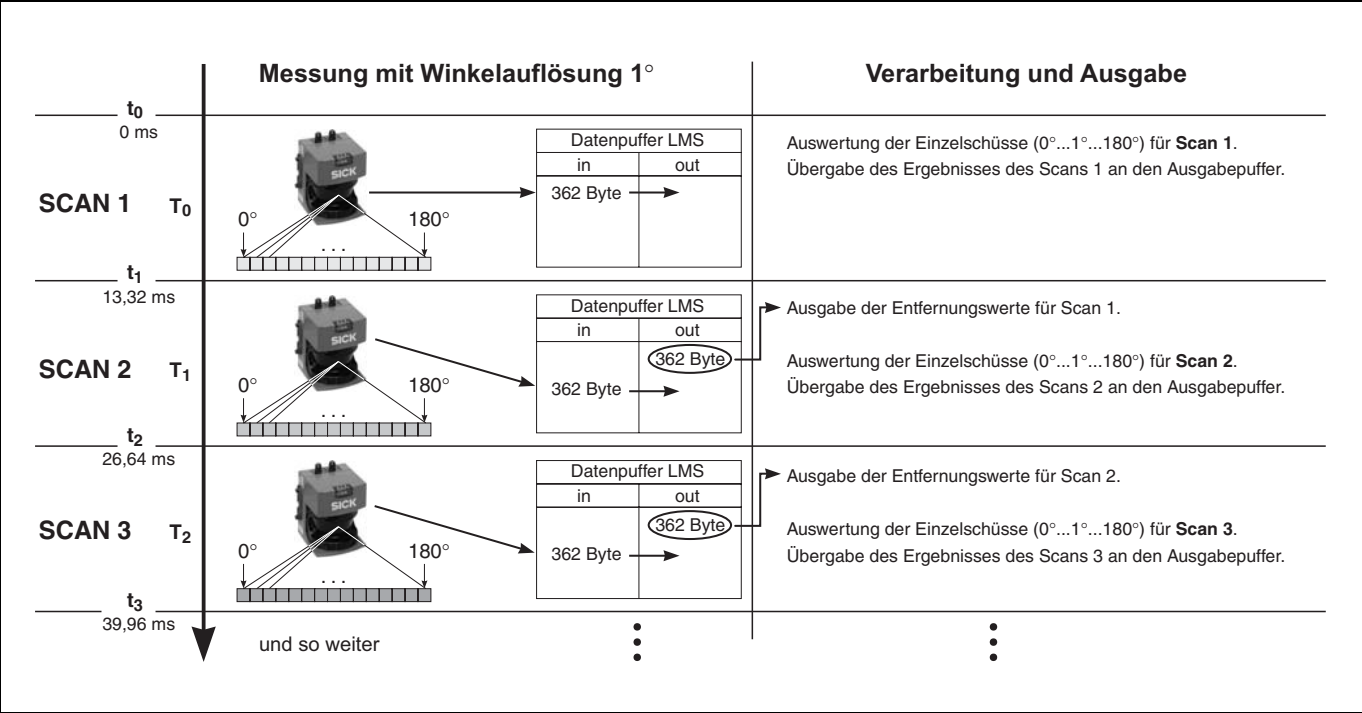 Messung mit Winkelauflösung 1°
Verarbeitung und Ausgabe
t0
0 ms
SCAN 1 T0
SICK
0° 180°
. . .
Datenpuffer LMS
in out
362 Byte
Auswertung der Einzelschüsse (0°...1°...180°) für Scan 1.
Übergabe des Ergebnisses des Scans 1 an den Ausgabepuffer.
t1
13,32 ms
SCAN 2 T1
SICK
0° 180°
. . .
Datenpuffer LMS
in out
362 Byte
362 Byte
Ausgabe der Entfernungswerte für Scan 1.
Auswertung der Einzelschüsse (0°...1°...180°) für Scan 2.
Übergabe des Ergebnisses des Scans 2 an den Ausgabepuffer.
t2
26,64 ms
SCAN 3 T2
SICK
0° 180°
. . .
Datenpuffer LMS
in out
362 Byte
362 Byte
Ausgabe der Entfernungswerte für Scan 2.
Auswertung der Einzelschüsse (0°...1°...180°) für Scan 3.
Übergabe des Ergebnisses des Scans 3 an den Ausgabepuffer.
t3
39,96 ms
und so weiter